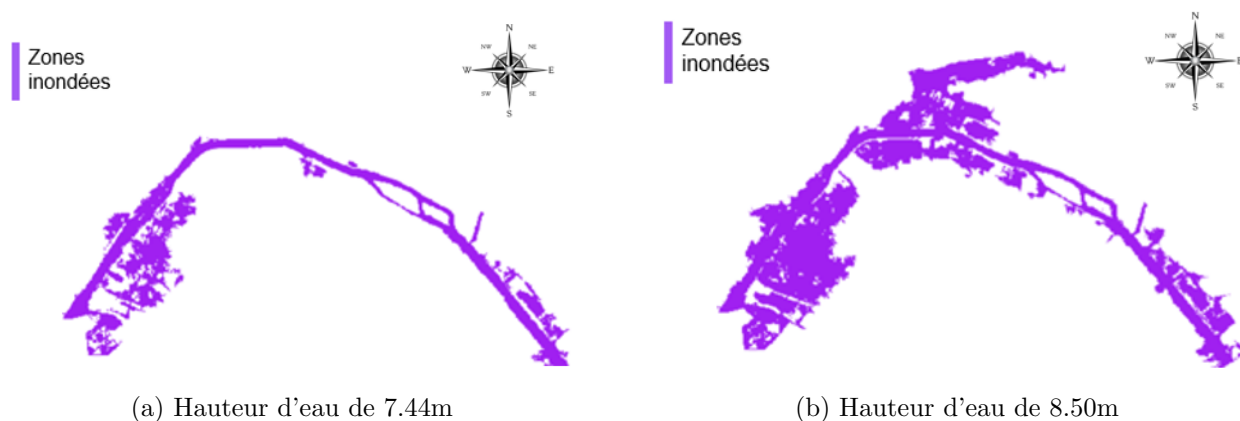 Zones
inondées
N
NW NE
W E
SW SE
S
Zones
inondées
N
NW NE
W E
SW SE
S
(a) Hauteur d'eau de 7.44m
(b) Hauteur d'eau de 8.50m